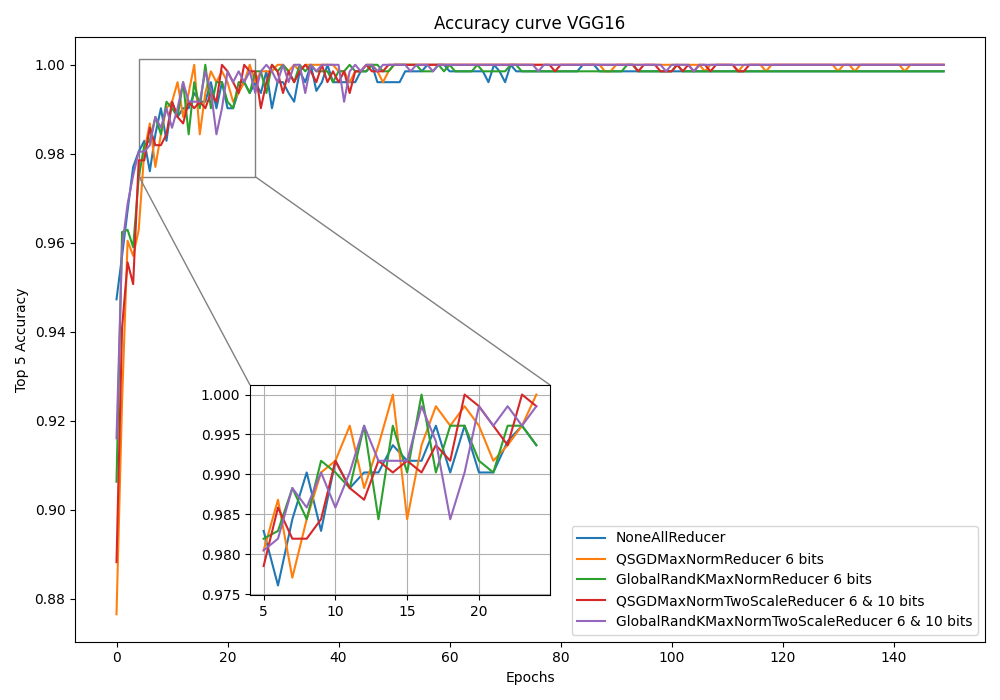 Accuracy curve VGG16
Top 5 Accuracy
1.00
0.98
0.96
0.94
0.92
0.90
0.88
1.000
0.995
0.990
0.985
0.980
0.975
5 10 15 20
NoneAllReducer
QSGDMaxNormReducer 6 bits
GlobalRandKMaxNormReducer 6 bits
QSGDMaxNormTwoScaleReducer 6 & 10 bits
GlobalRandKMaxNormTwoScaleReducer 6 & 10 bits
0 20 40 60 80 100 120 140
Epochs